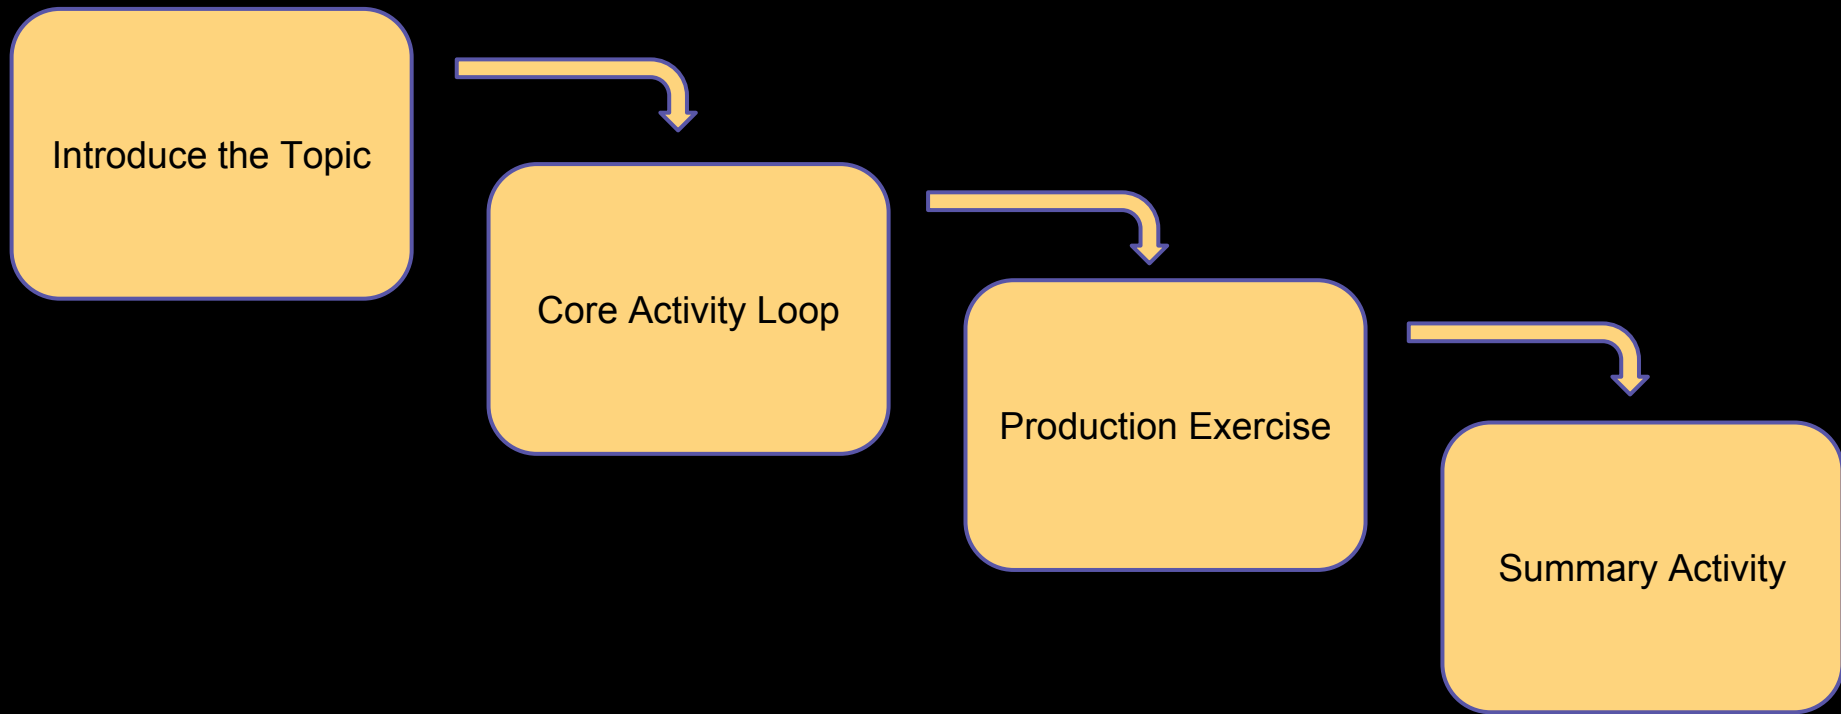 Introduce the Topic
Core Activity Loop
Production Exercise
Summary Activity